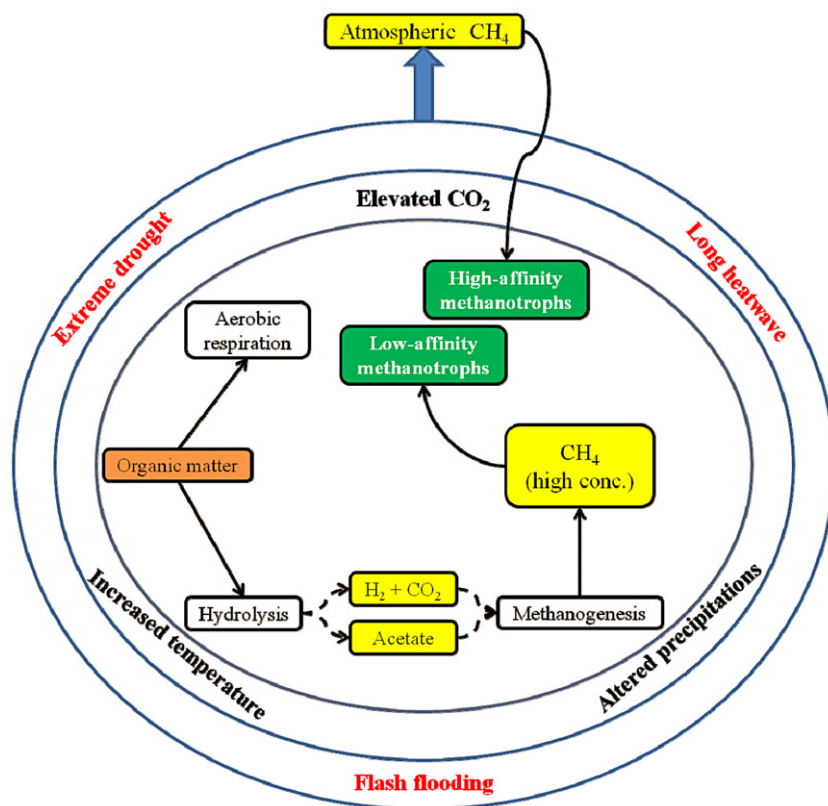 Atmospheric CH₄
Elevated CO₂
Extreme drought
Long heatwave
High-affinity
methanotrophs
Aerobic
respiration
Low-affinity
methanotrophs
Organic matter
CH₄
(high conc.)
Increased temperature
Altered precipitations
Hydrolysis
H₂ + CO₂
Acetate
Methanogenesis
Flash flooding